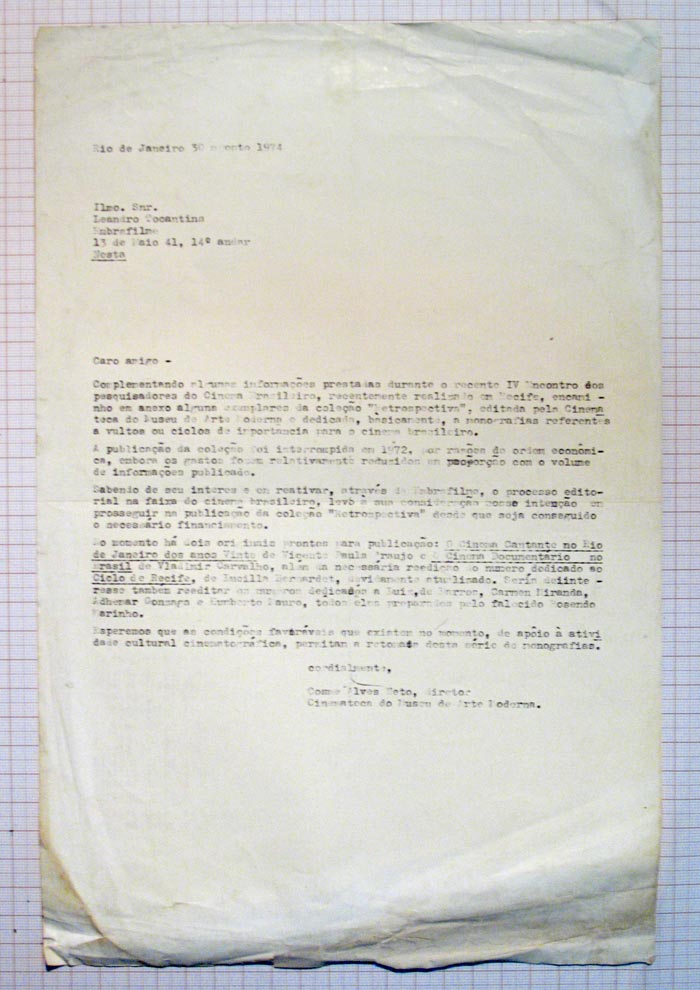 Rio de Janeiro 30 agosto 1974
Ilmo. Snr.
Leandro Tocantins
Embrafilme
13 de Maio 41, 14º andar
Nesta
Caro amigo -
Complementando algumas informações prestadas durante o recente IV Encontro dos
pesquisadores do Cinema Brasileiro, recentemente realizado em Recife, encami-
nho em anexo alguns exemplares da coleção "Retrospectiva", editada pela Cinema
teca do Museu de Arte Moderna e dedicada, basicamente, a monografias referentes
a vultos ou ciclos de importancia para o cinema brasileiro.
A publicação da coleção foi interrompida em 1972, por razões de ordem econômi-
ca, embora os gastos fossem relativamente reduzidos em proporção com o volume
de informações publicado.
Sabendo de seu interes e em reativar, através da Embrafilme, o processo edito-
rial na faixa do cinema brasileiro, levo à sua consideração nossa intenção em
prosseguir na publicação da coleção "Retrospectiva" desde que seja conseguido
o necessário financiamento.
No momento há dois originais prontos para publicação: O Cinema Cantante no Rio
de Janeiro dos anos Vinte de Vicente Paula Araujo e O Cinema Documentário no
Brasil de Vladimir Carvalho, alem da necessária reedição do numero dedicado ao
Ciclo de Recife, de Lucilla Bernardet, devidamente atualizado. Seria deiinte -
resse tambem reeditar os numeros dedicados a Luiz de Barros, Carmen Miranda,
Adhemar Gonzaga e Humberto Mauro, todos eles preparados pelo falecido Rosendo
Marinho.
Esperemos que as condições favaráveis que existem no momento, de apoio à ativi
dade cultural cinematográfica, permitam a retomada desta série de monografias.
cordialmente,
Cosme Alves Neto, diretor
Cinemateca do Museu de Arte Moderna.